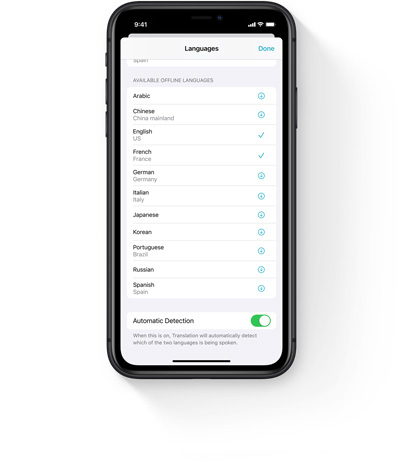 9:41
Languages
Done
Spain
AVAILABLE OFFLINE LANGUAGES
Arabic
Chinese
China mainland
English
US
French
France
German
Germany
Italian
Italy
Japanese
Korean
Portuguese
Brazil
Russian
Spanish
Spain
Automatic Detection
When this is on, Translation will automatically detect
which of the two languages is being spoken.